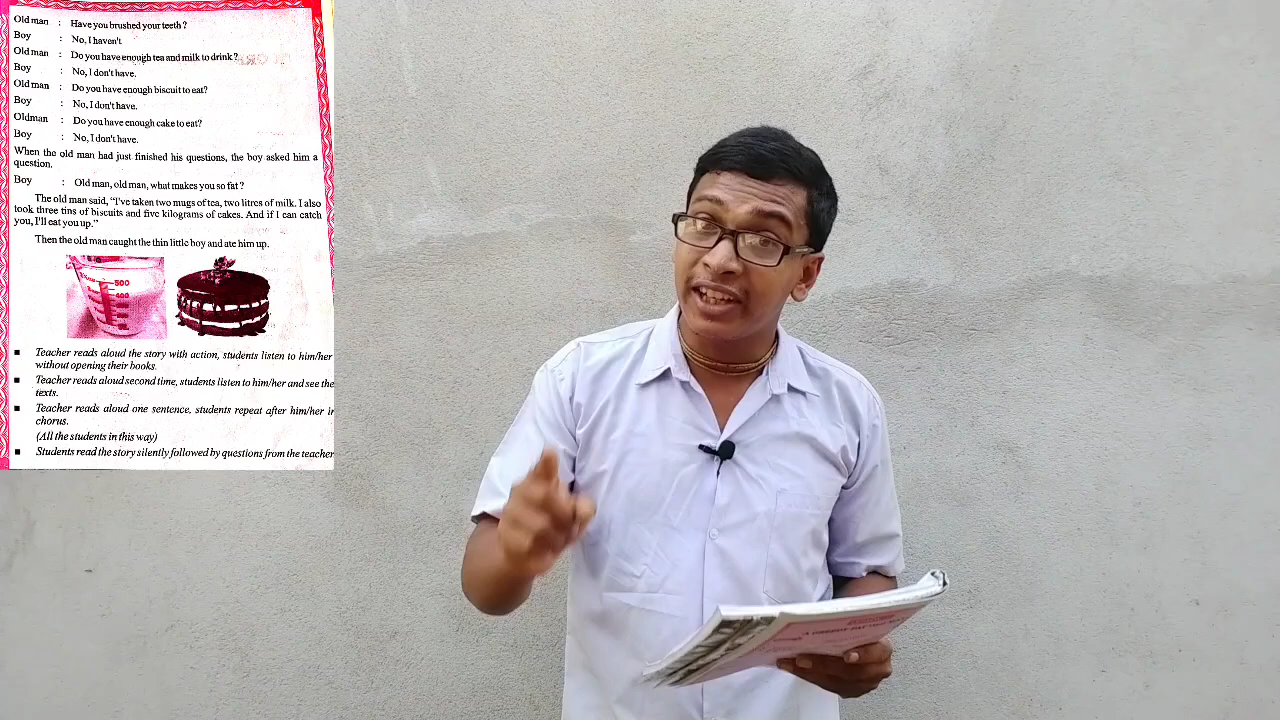 Old man : Have you brushed your teeth ?
Boy : No, I haven't
Old man : Do you have enough tea and milk to drink ?
Boy : No, I don't have.
Old man : Do you have enough biscuit to eat?
Boy : No, I don't have.
Oldman : Do you have enough cake to eat?
Boy : No, I don't have.
When the old man had just finished his questions, the boy asked him a
question.
Boy : Old man, old man, what makes you so fat ?
The old man said, "I've taken two mugs of tea, two litres of milk. I also
took three tins of biscuits and five kilograms of cakes. And if I can catch
you, I'll eat you up."
Then the old man caught the thin little boy and ate him up.
500
400
■ Teacher reads aloud the story with action, students listen to him/her
without opening their books.
■ Teacher reads aloud second time, students listen to him/her and see the
texts.
■ Teacher reads aloud one sentence, students repeat after him/her in
chorus.
(All the students in this way)
■ Students read the story silently followed by questions from the teacher